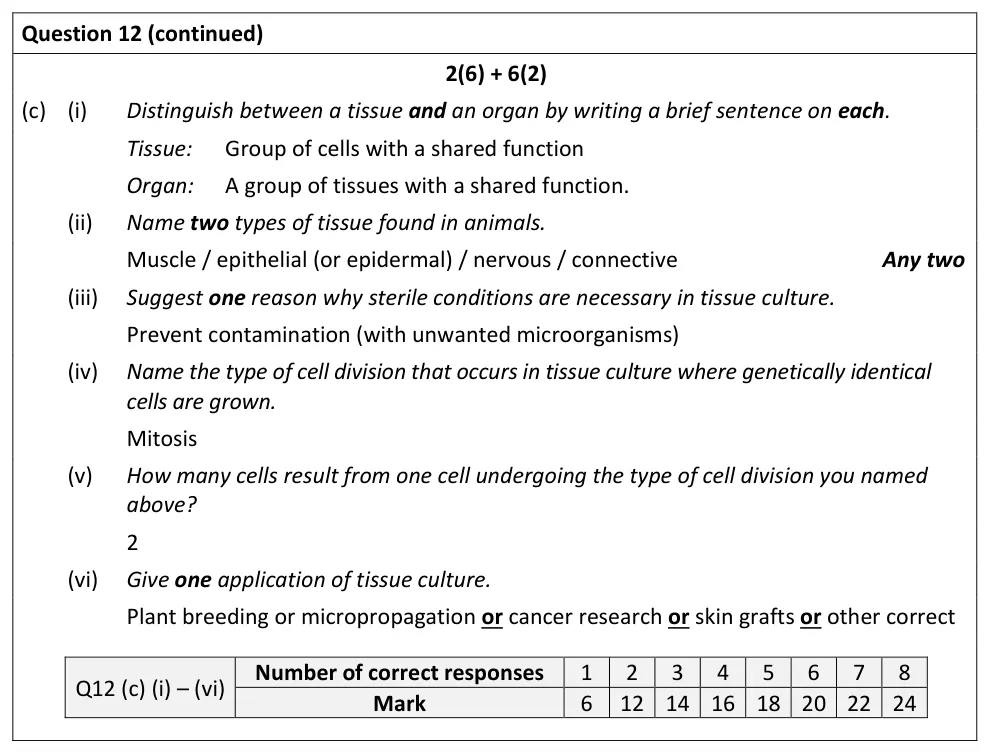 Question 12 (continued)
2(6) + 6(2)
(c) (i) Distinguish between a tissue and an organ by writing a brief sentence on each.
Tissue: Group of cells with a shared function
Organ: A group of tissues with a shared function.
(ii) Name two types of tissue found in animals.
Muscle / epithelial (or epidermal) / nervous / connective Any two
(iii) Suggest one reason why sterile conditions are necessary in tissue culture.
Prevent contamination (with unwanted microorganisms)
(iv) Name the type of cell division that occurs in tissue culture where genetically identical
cells are grown.
Mitosis
(v) How many cells result from one cell undergoing the type of cell division you named
above?
2
(vi) Give one application of tissue culture.
Plant breeding or micropropagation or cancer research or skin grafts or other correct
Q12 (c) (i) – (vi) Number of correct responses 1 2 3 4 5 6 7 8
Mark 6 12 14 16 18 20 22 24